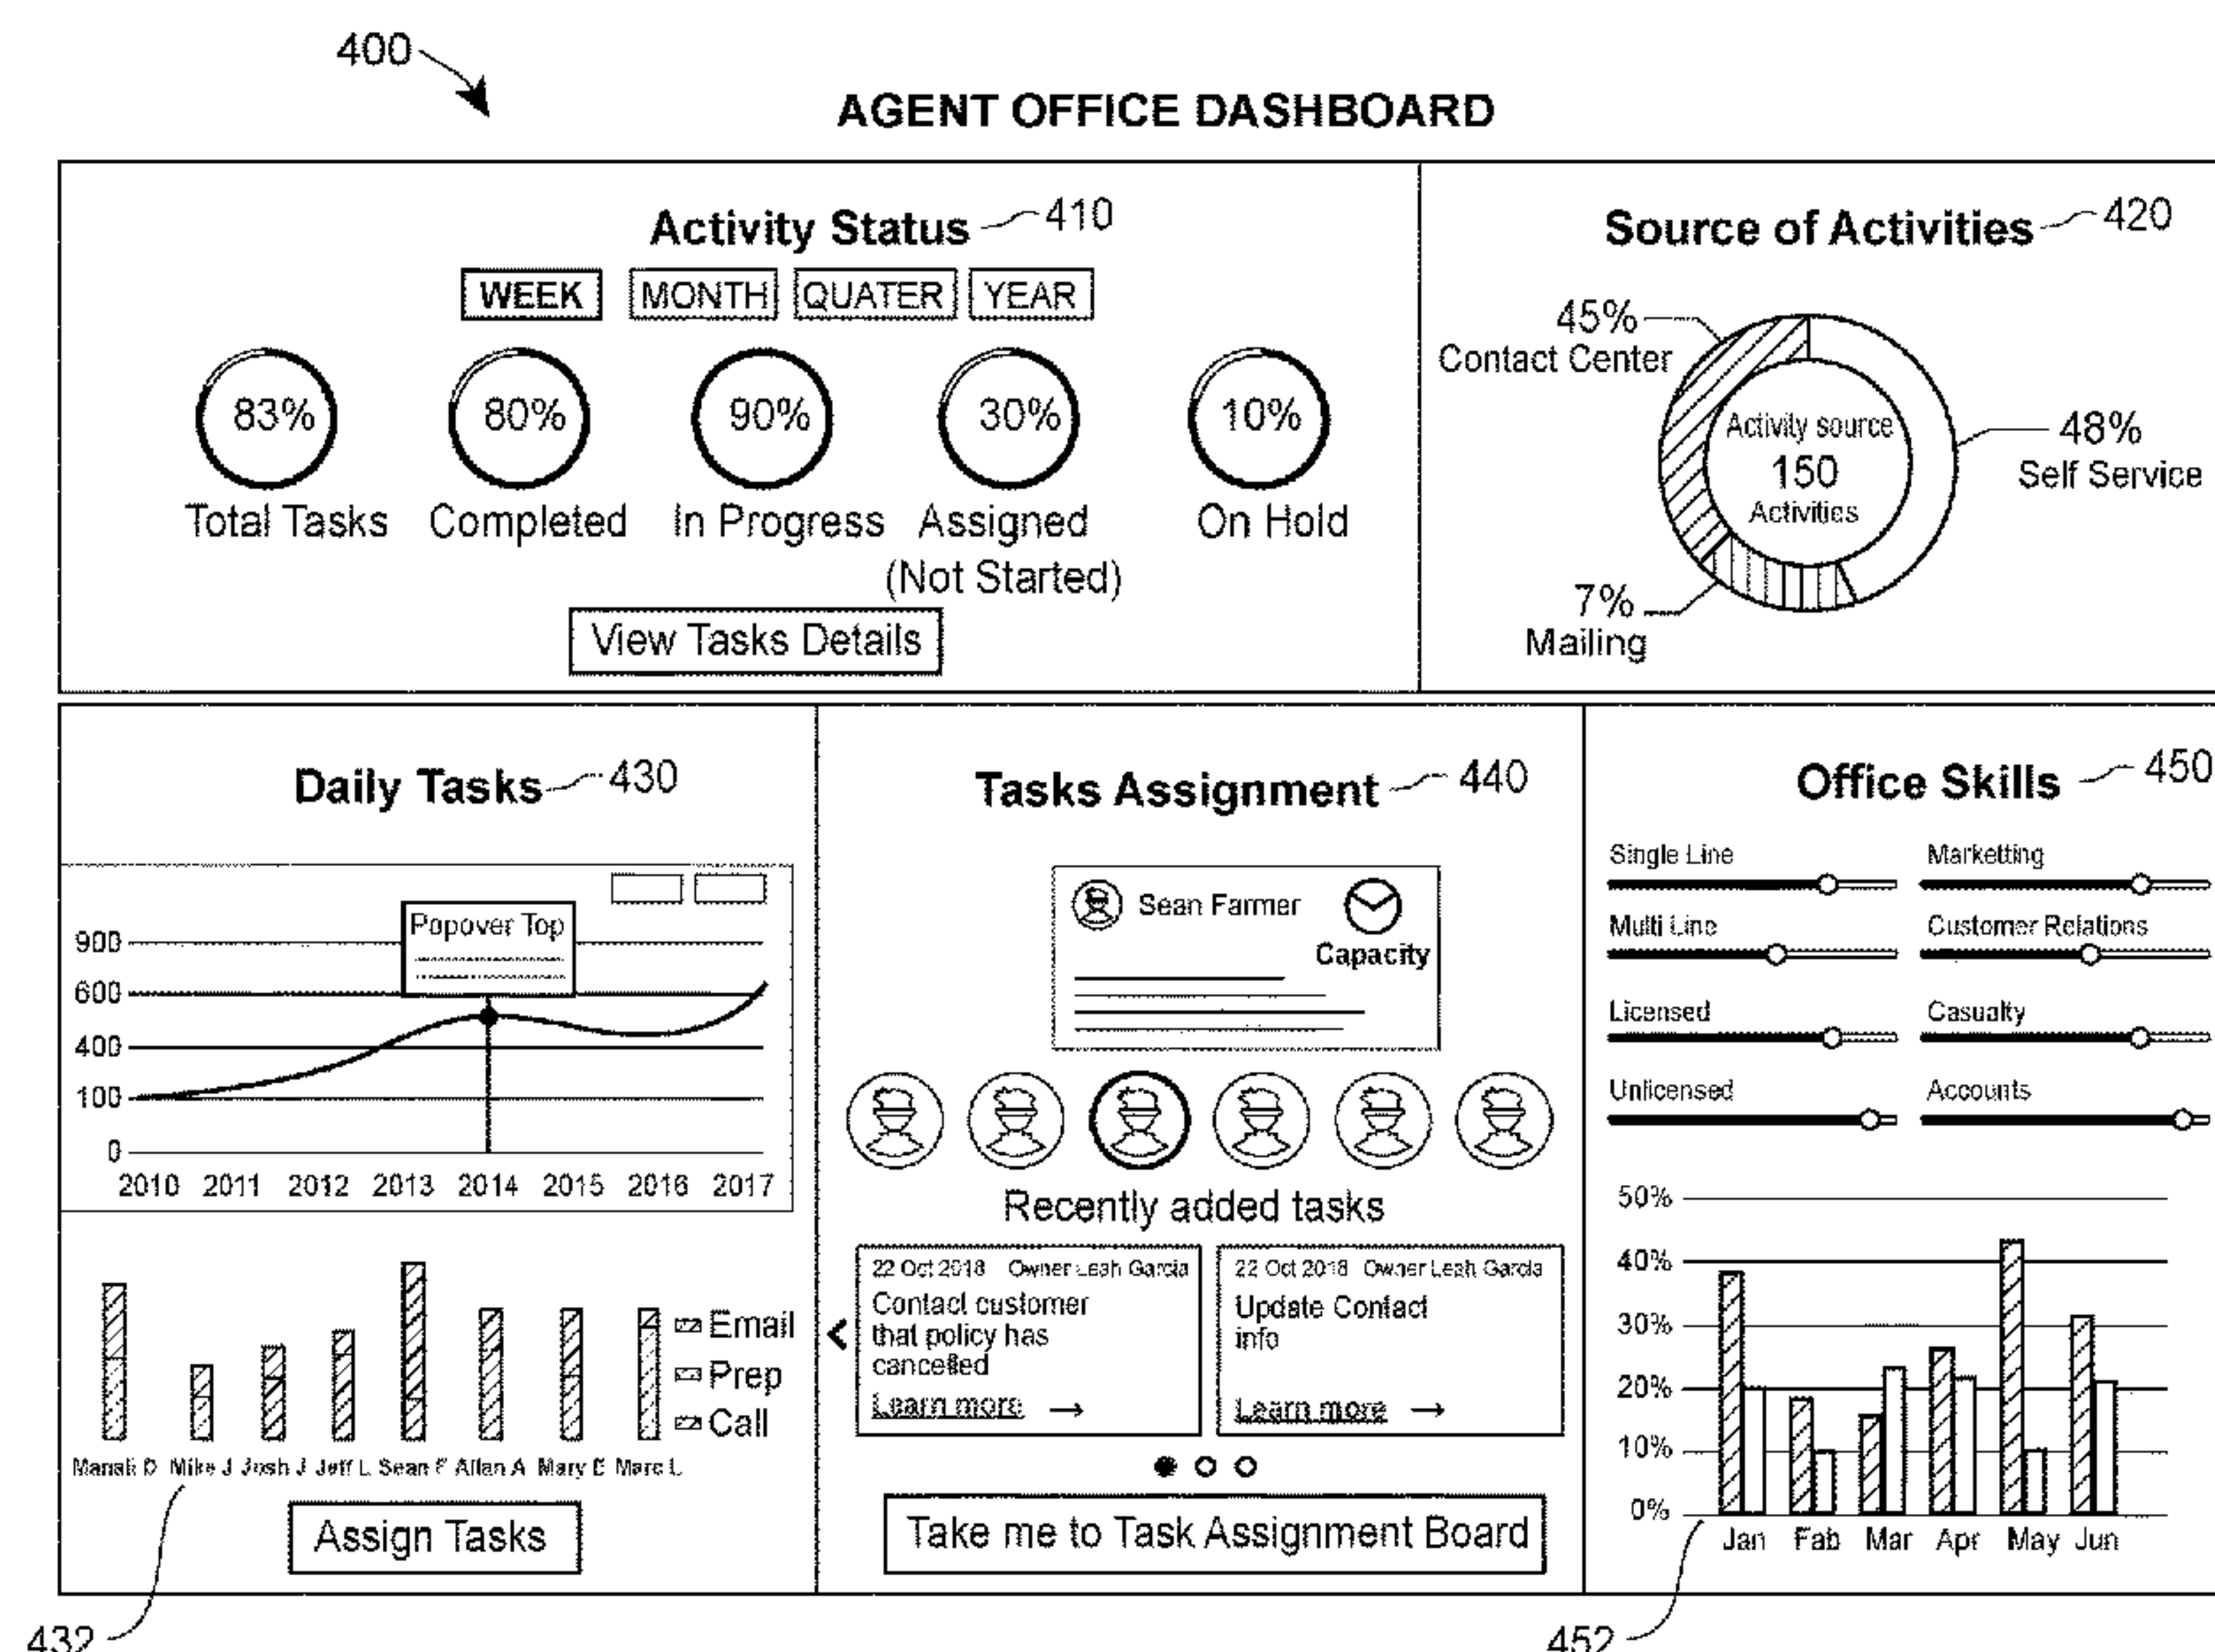 400
AGENT OFFICE DASHBOARD
Activity Status 410
WEEK MONTH QUATER YEAR
83% 80% 90% 30% 10%
Total Tasks Completed In Progress Assigned On Hold
(Not Started)
View Tasks Details
Source of Activities 420
45%
Contact Center
Activity source
150
Activities
48%
Self Service
7%
Mailing
Daily Tasks 430
Popover Top
900
600
400
100
0
2010 2011 2012 2013 2014 2015 2016 2017
Email
Prep
Call
Manali D Mike J Josh J Jeff L Sean F Allan A Mary E Marc L
Assign Tasks
432
Tasks Assignment 440
Sean Farmer
Capacity
Recently added tasks
22 Oct 2018 Owner Leah Garcia
Contact customer
that policy has
cancelled
Learn more
22 Oct 2018 Owner Leah Garcia
Update Contact
info
Learn more
Take me to Task Assignment Board
Office Skills 450
Single Line Marketting
Multi Line Customer Relations
Licensed Casualty
Unlicensed Accounts
50%
40%
30%
20%
10%
0%
Jan Fab Mar Apr May Jun
452